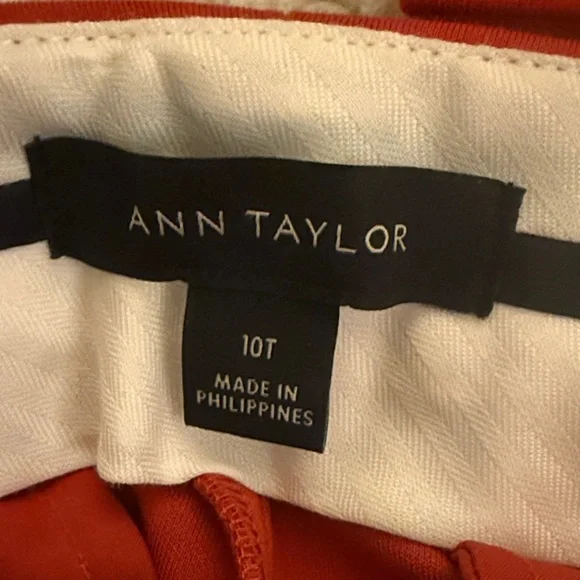 ANN TAYLOR
10T
MADE IN
PHILIPPINES